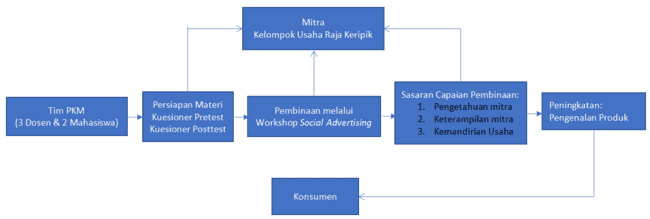 Mitra
Kelompok Usaha Raja Keripik
Tim PKM
(3 Dosen & 2 Mahasiswa)
Persiapan Materi
Kuesioner Pretest
Kuesioner Posttest
Pembinaan melalui
Workshop Social Advertising
Sasaran Capaian Pembinaan:
1. Pengetahuan mitra
2. Keterampilan mitra
3. Kemandirian Usaha
Peningkatan:
Pengenalan Produk
Konsumen